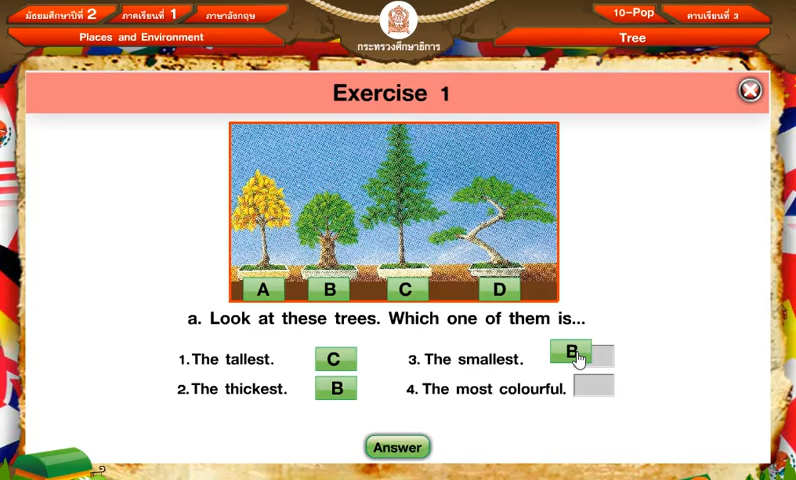 มัธยมศึกษาปีที่ 2 ภาคเรียนที่ 1 ภาษาอังกฤษ
Places and Environment
กระทรวงศึกษาธิการ
10-Pop คาบเรียนที่ 3
Tree
Exercise 1
A B C D
a. Look at these trees. Which one of them is...
1.The tallest. C 3. The smallest. B
2.The thickest. B 4. The most colourful.
Answer